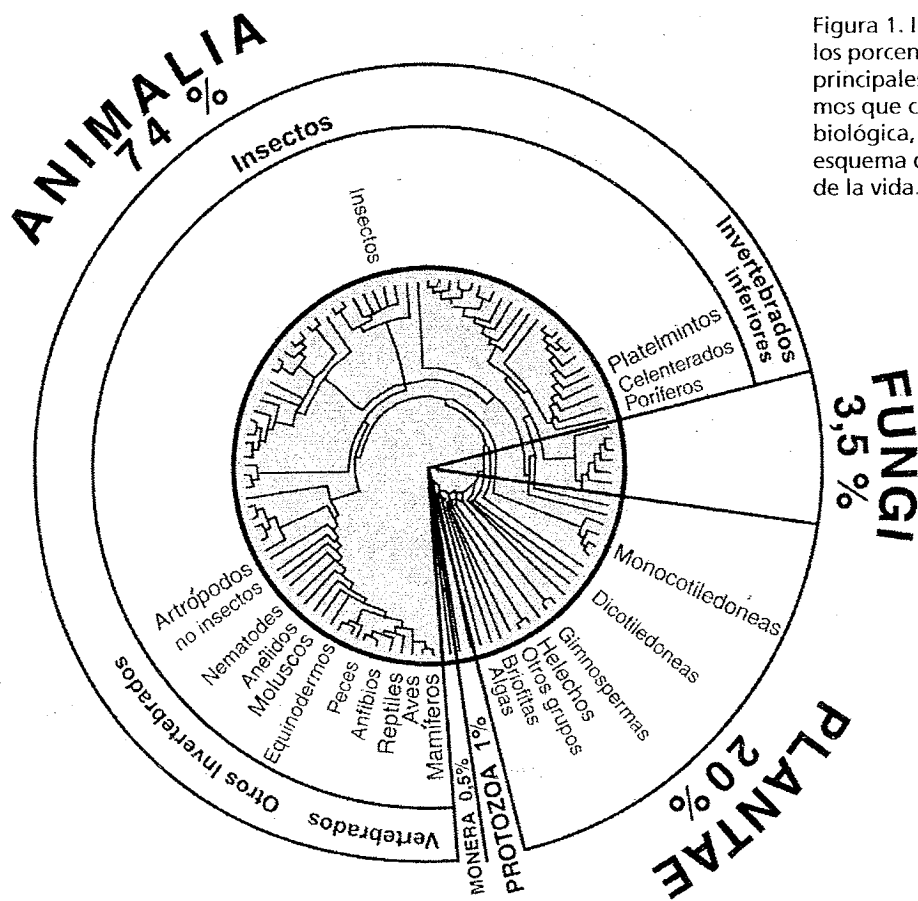 Figura 1. I
los porcen
principales
mos que c
biológica,
esquema d
de la vida.
ANIMALIA
74 %
Insectos
Insectos
Invertebrados
inferiores
Platelmintos
Celenterados
Poríferos
FUNGI
3,5 %
Monocotiledoneas
Dicotiledoneas
Gimnospermas
Helechos
Otros grupos
Briofitas
Algas
PLANTAE
20%
PROTOZOA 1%
MONERA 0,5%
Mamíferos
Aves
Reptiles
Anfibios
Peces
Equinodermos
Moluscos
Anélidos
Nematodes
Artrópodos
no insectos
Otros Invertebrados
Vertebrados